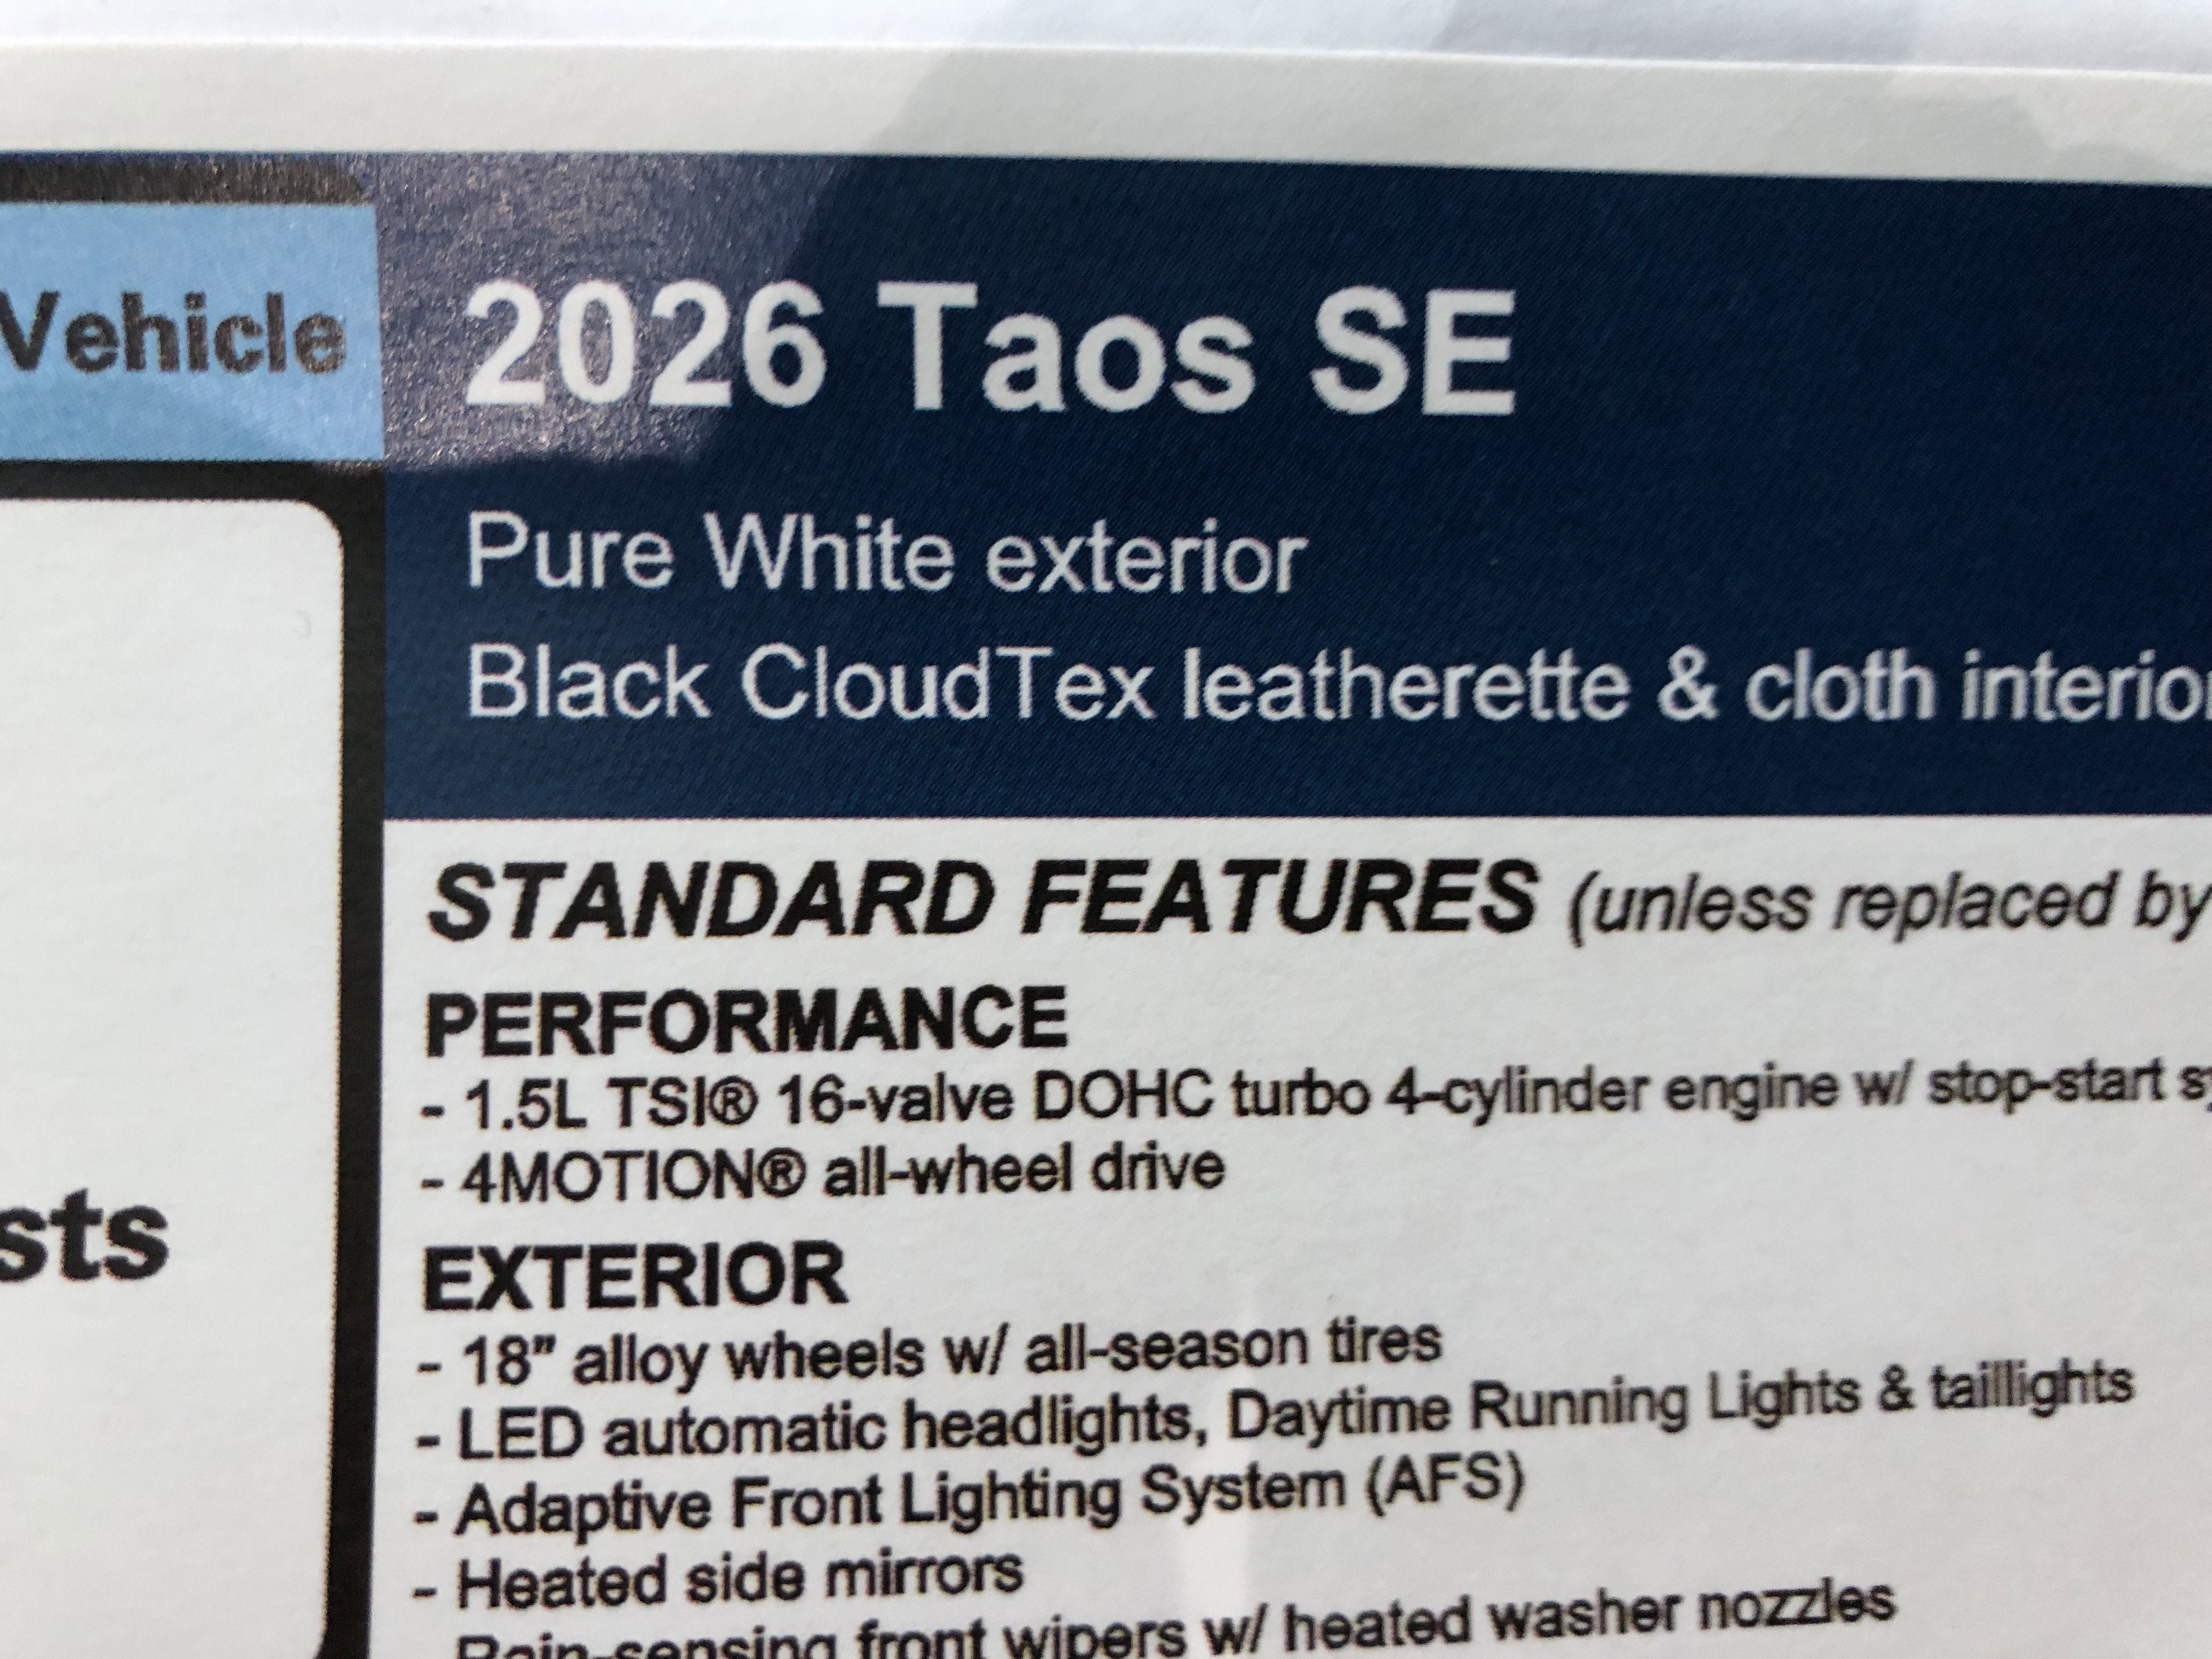 Vehicle
2026 Taos SE
Pure White exterior
Black CloudTex leatherette & cloth interior
STANDARD FEATURES (unless replaced by
PERFORMANCE
- 1.5L TSI® 16-valve DOHC turbo 4-cylinder engine w/ stop-start
- 4MOTION® all-wheel drive
EXTERIOR
sts
- 18" alloy wheels w/ all-season tires
- LED automatic headlights, Daytime Running Lights & taillights
- Adaptive Front Lighting System (AFS)
- Heated side mirrors
Rain-sensing front wipers w/ heated washer nozzles